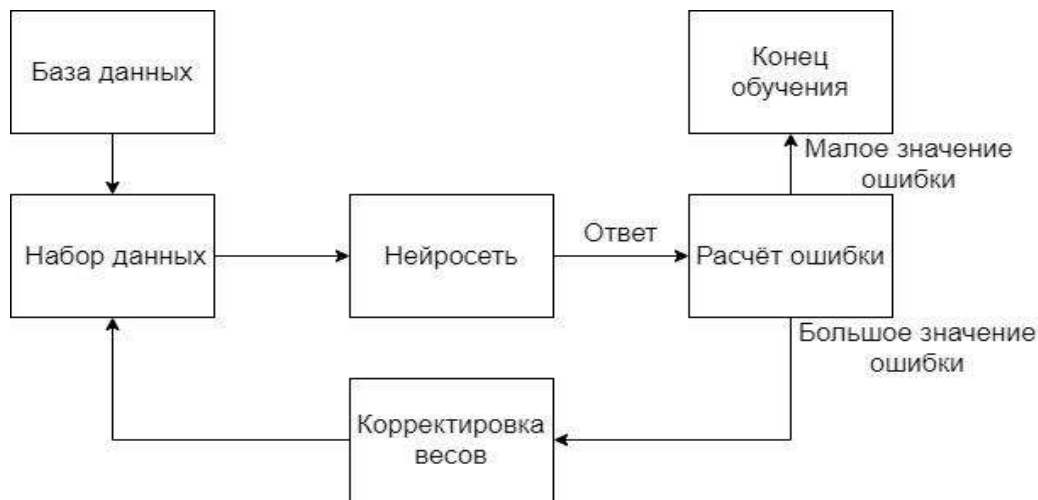 База данных
Конец
обучения
Малое значение
ошибки
Набор данных
Нейросеть
Ответ
Расчёт ошибки
Большое значение
ошибки
Корректировка
весов